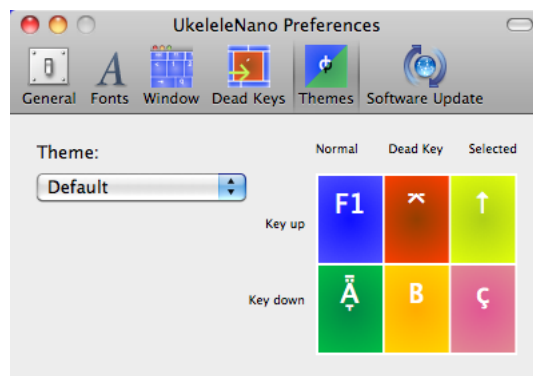 UkeleleNano Preferences
General Fonts Window Dead Keys Themes Software Update
Theme:
Default
Normal Dead Key Selected
Key up
F1 ⌅ ↑
Key down
B ç